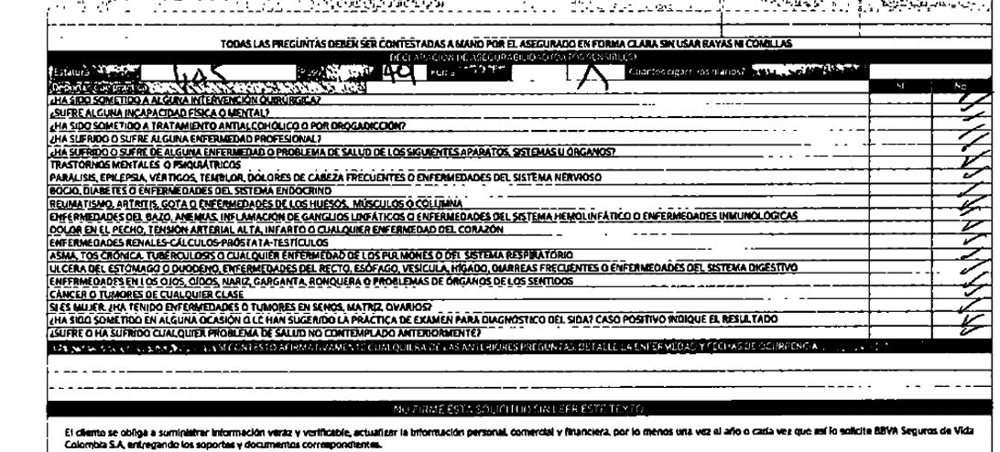 TODAS LAS PREGUNTAS DEBEN SER CONTESTADAS A MANO POR EL ASEGURADO EN FORMA CLARA SIN USAR RAYAS NI COMILLAS
DECLARACIÓN DE ASEGURABILIDAD (DATOS SENSIBLES)
Estatura Peso 49 Fuma Cuantos cigarrillos diarios?
SI No
¿HA SIDO SOMETIDO A ALGUNA INTERVENCIÓN QUIRÚRGICA?
¿SUFRE ALGUNA INCAPACIDAD FÍSICA O MENTAL?
¿HA SIDO SOMETIDO A TRATAMIENTO ANTIALCOHÓLICO O POR DROGADICCIÓN?
¿HA SUFRIDO O SUFRE ALGUNA ENFERMEDAD PROFESIONAL?
¿HA SUFRIDO O SUFRE DE ALGUNA ENFERMEDAD O PROBLEMA DE SALUD DE LOS SIGUIENTES APARATOS, SISTEMAS U ÓRGANOS?
TRASTORNOS MENTALES O PSIQUIÁTRICOS
PARÁLISIS, EPILEPSIA, VÉRTIGOS, TEMBLOR, DOLORES DE CABEZA FRECUENTES O ENFERMEDADES DEL SISTEMA NERVIOSO
BOCIO, DIABETES O ENFERMEDADES DEL SISTEMA ENDOCRINO
REUMATISMO, ARTRITIS, GOTA O ENFERMEDADES DE LOS HUESOS, MÚSCULOS O COLUMNA
ENFERMEDADES DEL BAZO, ANEMIAS, INFLAMACIÓN DE GANGLIOS LINFÁTICOS O ENFERMEDADES DEL SISTEMA HEMOLINFÁTICO O ENFERMEDADES INMUNOLÓGICAS
DOLOR EN EL PECHO, TENSIÓN ARTERIAL ALTA, INFARTO O CUALQUIER ENFERMEDAD DEL CORAZÓN
ENFERMEDADES RENALES-CÁLCULOS-PRÓSTATA-TESTÍCULOS
ASMA, TOS CRÓNICA, TUBERCULOSIS O CUALQUIER ENFERMEDAD DE LOS PULMONES O DEL SISTEMA RESPIRATORIO
ULCERA DEL ESTÓMAGO O DUODENO, ENFERMEDADES DEL RECTO, ESÓFAGO, VESÍCULA, HÍGADO, DIARREAS FRECUENTES O ENFERMEDADES DEL SISTEMA DIGESTIVO
ENFERMEDADES EN LOS OJOS, OÍDOS, NARIZ, GARGANTA, RONQUERA O PROBLEMAS DE ÓRGANOS DE LOS SENTIDOS
CÁNCER O TUMORES DE CUALQUIER CLASE
SI ES MUJER, ¿HA TENIDO ENFERMEDADES O TUMORES EN SENOS, MATRIZ, OVARIOS?
¿HA SIDO SOMETIDO EN ALGUNA OCASIÓN O LE HAN SUGERIDO LA PRÁCTICA DE EXAMEN PARA DIAGNÓSTICO DEL SIDA? CASO POSITIVO INDIQUE EL RESULTADO
¿SUFRE O HA SUFRIDO CUALQUIER PROBLEMA DE SALUD NO CONTEMPLADO ANTERIORMENTE?
SI CONTESTÓ AFIRMATIVAMENTE CUALQUIERA DE LAS ANTERIORES PREGUNTAS, DETALLE LA ENFERMEDAD Y FECHAS DE OCURRENCIA
NO FIRME ESTA SOLICITUD SIN LEER ESTE TEXTO
El cliente se obliga a suministrar información veraz y verificable, actualizar la información personal, comercial y financiera, por lo menos una vez al año o cada vez que así lo solicite BBVA Seguros de Vida
Colombia S.A, entregando los soportes y documentos correspondientes.